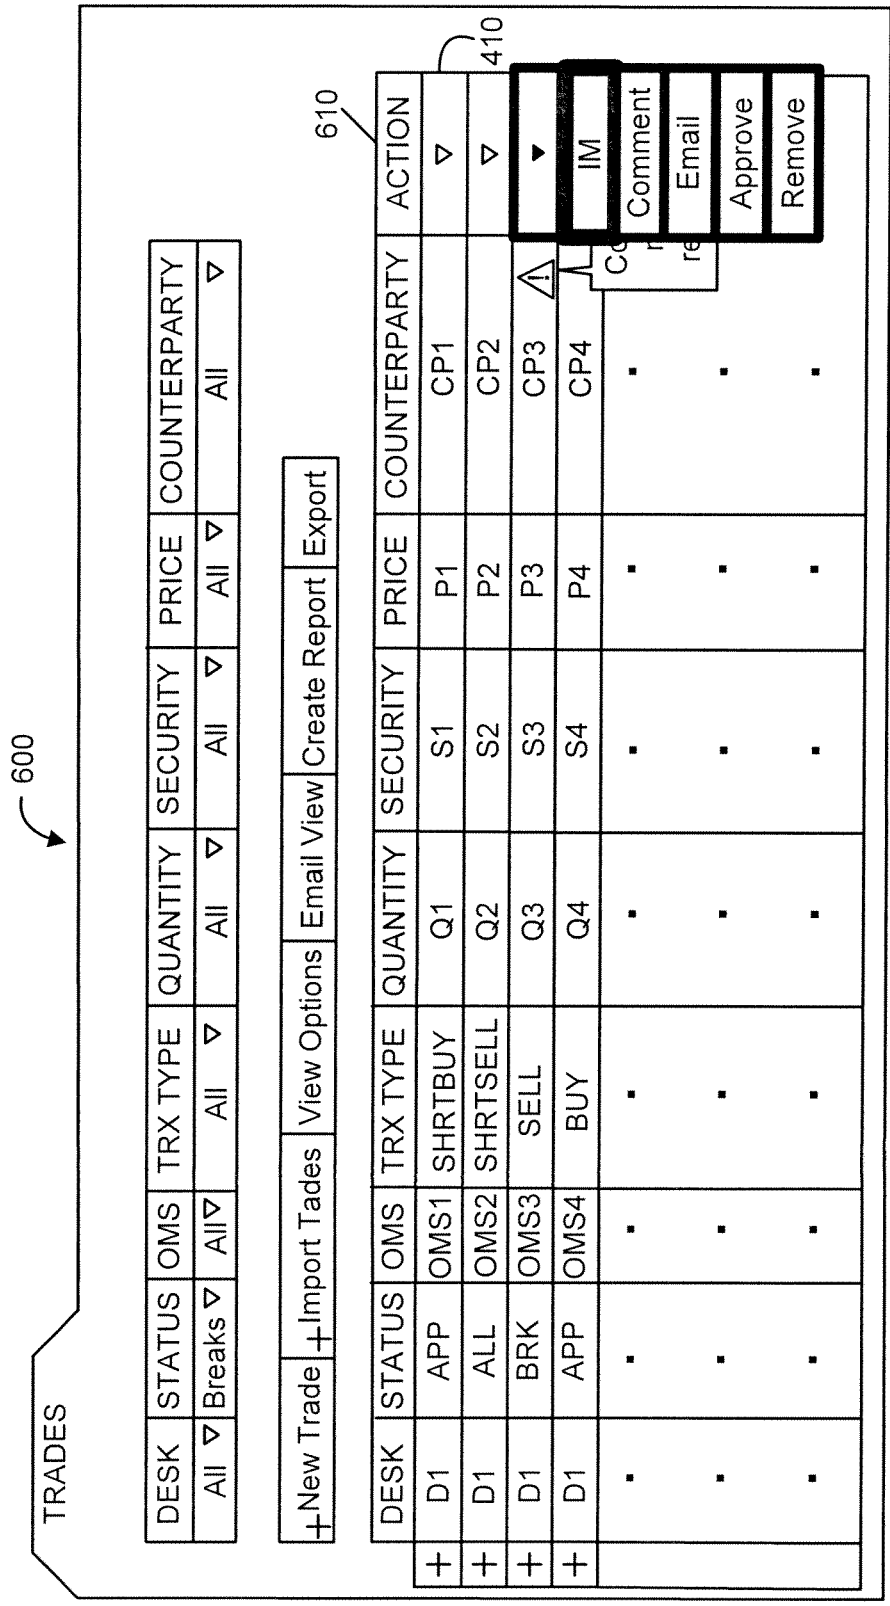 600
TRADES
DESK STATUS OMS TRX TYPE QUANTITY SECURITY PRICE COUNTERPARTY
All Breaks All All All All All All
+New Trade +Import Tades View Options Email View Create Report Export
610
DESK STATUS OMS TRX TYPE QUANTITY SECURITY PRICE COUNTERPARTY ACTION
+ D1 APP OMS1 SHRTBUY Q1 S1 P1 CP1
410
+ D1 ALL OMS2 SHRTSELL Q2 S2 P2 CP2
+ D1 BRK OMS3 SELL Q3 S3 P3 CP3 !
+ D1 APP OMS4 BUY Q4 S4 P4 CP4 IM
Comment
Email
re
Approve
Remove